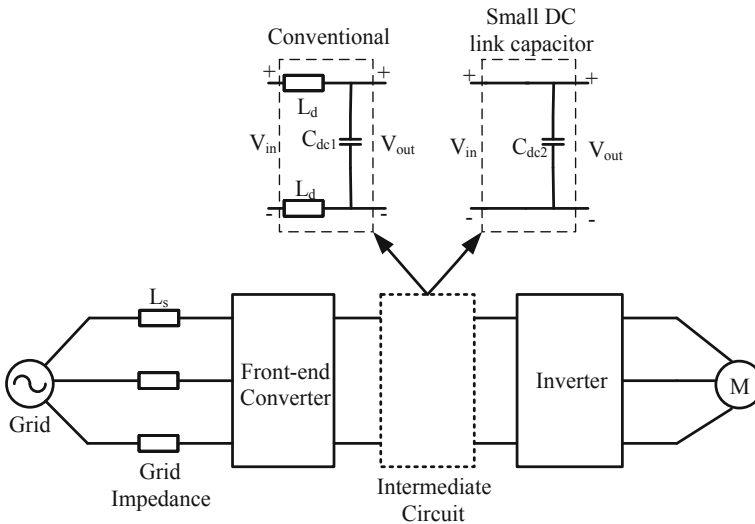 Conventional
Small DC
link capacitor
+ +
L_d
V_in
C_dc1
V_out
L_d
- -
+ +
V_in
C_dc2
V_out
- -
L_s
Grid
Grid
Impedance
Front-end
Converter
Intermediate
Circuit
Inverter
M